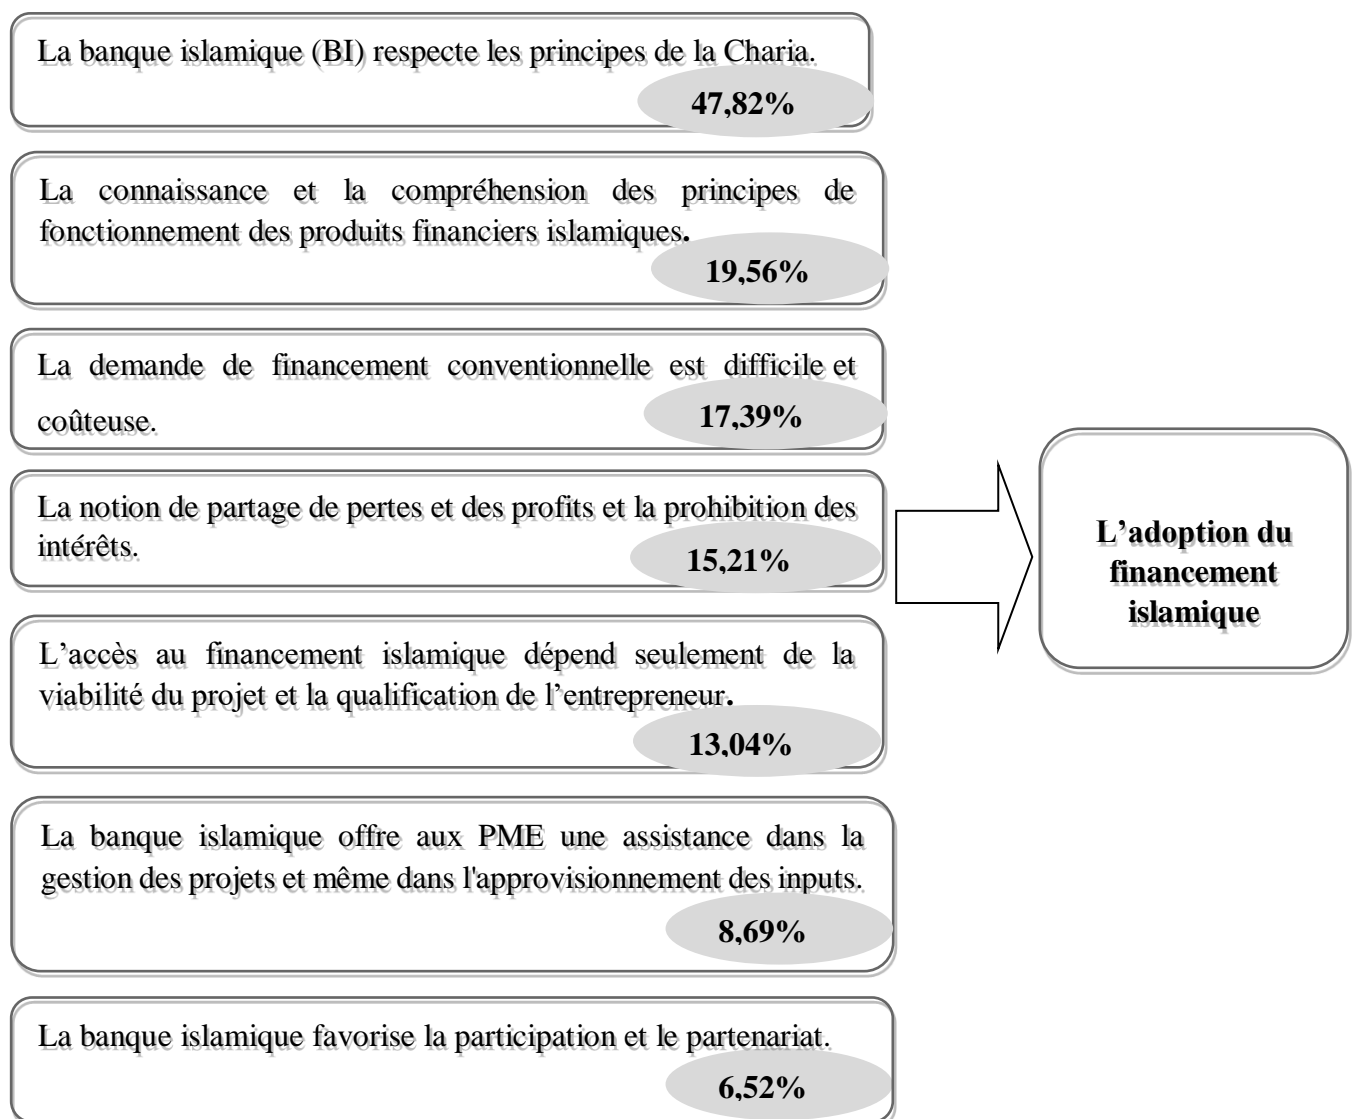 La banque islamique (BI) respecte les principes de la Charia.
47,82%
La connaissance et la compréhension des principes de
fonctionnement des produits financiers islamiques.
19,56%
La demande de financement conventionnelle est difficile et
coûteuse.
17,39%
La notion de partage de pertes et des profits et la prohibition des
intérêts.
15,21%
L’accès au financement islamique dépend seulement de la
viabilité du projet et la qualification de l’entrepreneur.
13,04%
La banque islamique offre aux PME une assistance dans la
gestion des projets et même dans l'approvisionnement des inputs.
8,69%
La banque islamique favorise la participation et le partenariat.
6,52%
L’adoption du
financement
islamique